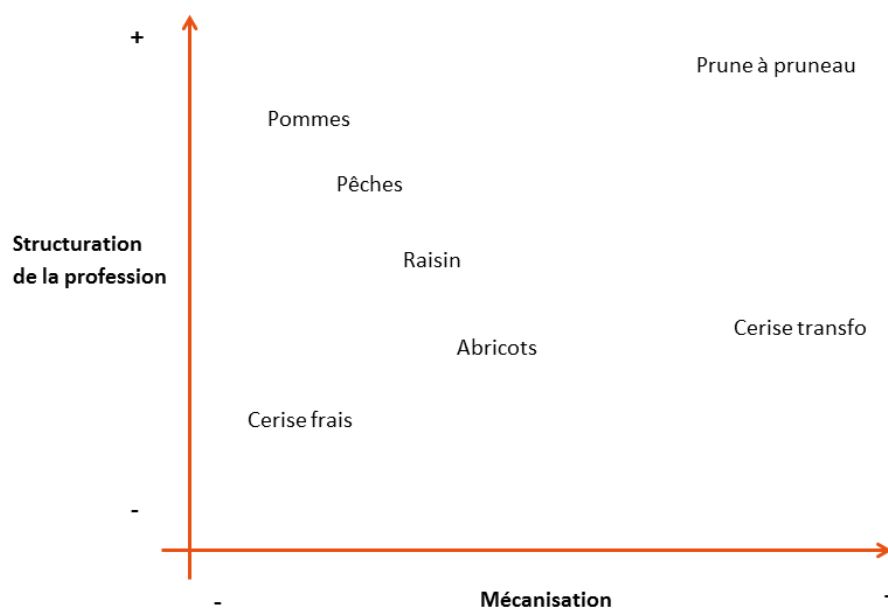 +
Prune à pruneau
Pommes
Pêches
Structuration
de la profession
Raisin
Cerise transfo
Abricots
Cerise frais
-
-
Mécanisation